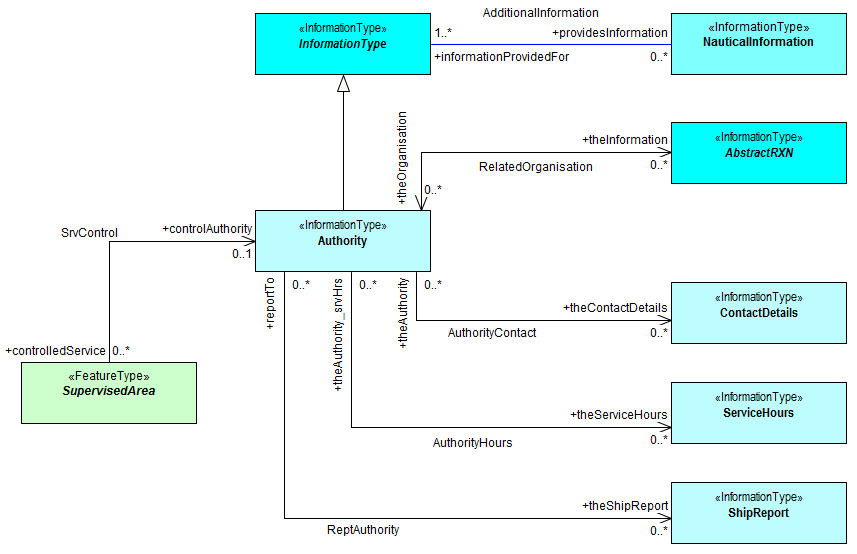 AdditionalInformation
«InformationType»
InformationType
1..*
+providesInformation
+informationProvidedFor
0..*
«InformationType»
NauticalInformation
+theOrganisation
0..*
+theInformation
RelatedOrganisation
0..*
«InformationType»
AbstractRXN
«InformationType»
Authority
SrvControl
+controlAuthority
0..1
+controlledService
0..*
«FeatureType»
SupervisedArea
+reportTo
0..*
+theAuthority_srvHrs
0..*
+theAuthority
0..*
+theContactDetails
AuthorityContact
0..*
«InformationType»
ContactDetails
+theServiceHours
AuthorityHours
0..*
«InformationType»
ServiceHours
+theShipReport
ReptAuthority
0..*
«InformationType»
ShipReport